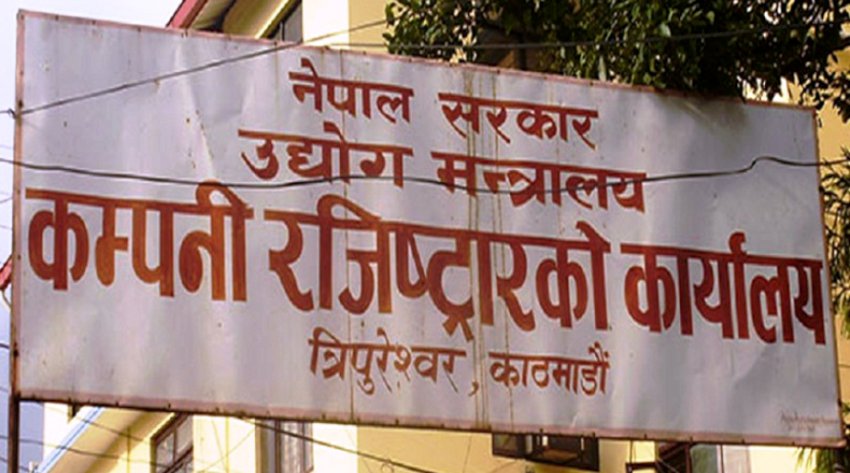 नेपाल सरकार
उद्योग मन्त्रालय
कम्पनी रजिष्ट्रारको कार्यालय
त्रिपुरेश्वर, काठमाडौं